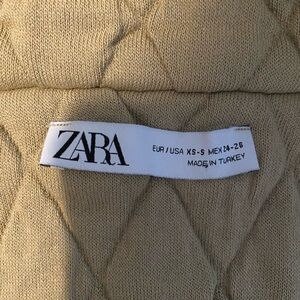 ZARA
EUR / USA XS-S MEX 24-26
MADE IN TURKEY